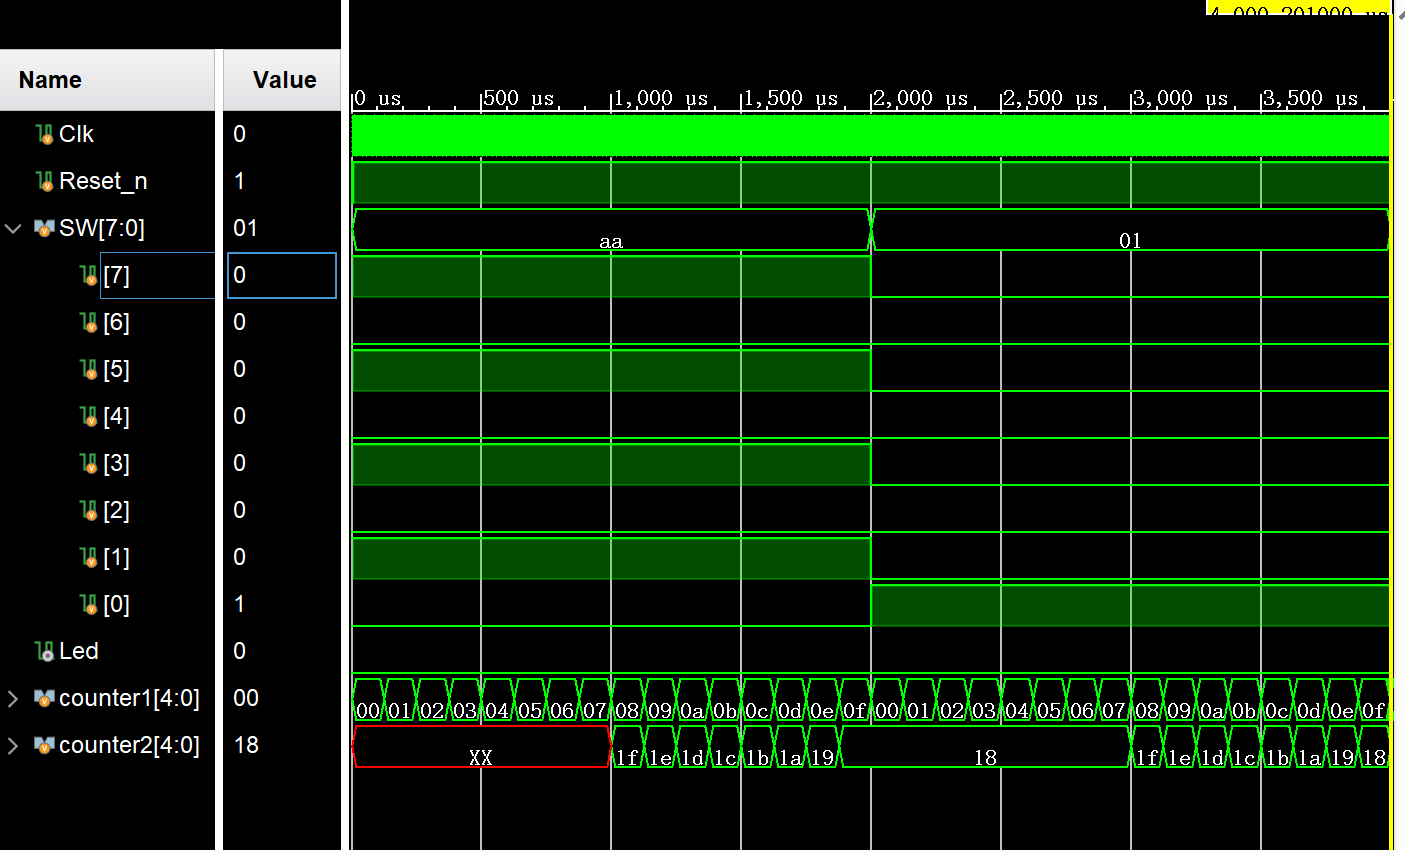 4,000.201000 us
Name Value
0 us 500 us 1,000 us 1,500 us 2,000 us 2,500 us 3,000 us 3,500 us
Clk 0
Reset_n 1
SW[7:0] 01 aa 01
[7] 0
[6] 0
[5] 0
[4] 0
[3] 0
[2] 0
[1] 0
[0] 1
Led 0
counter1[4:0] 00 00 01 02 03 04 05 06 07 08 09 0a 0b 0c 0d 0e 0f 00 01 02 03 04 05 06 07 08 09 0a 0b 0c 0d 0e 0f
counter2[4:0] 18 XX 1f 1e 1d 1c 1b 1a 19 18 1f 1e 1d 1c 1b 1a 19 18